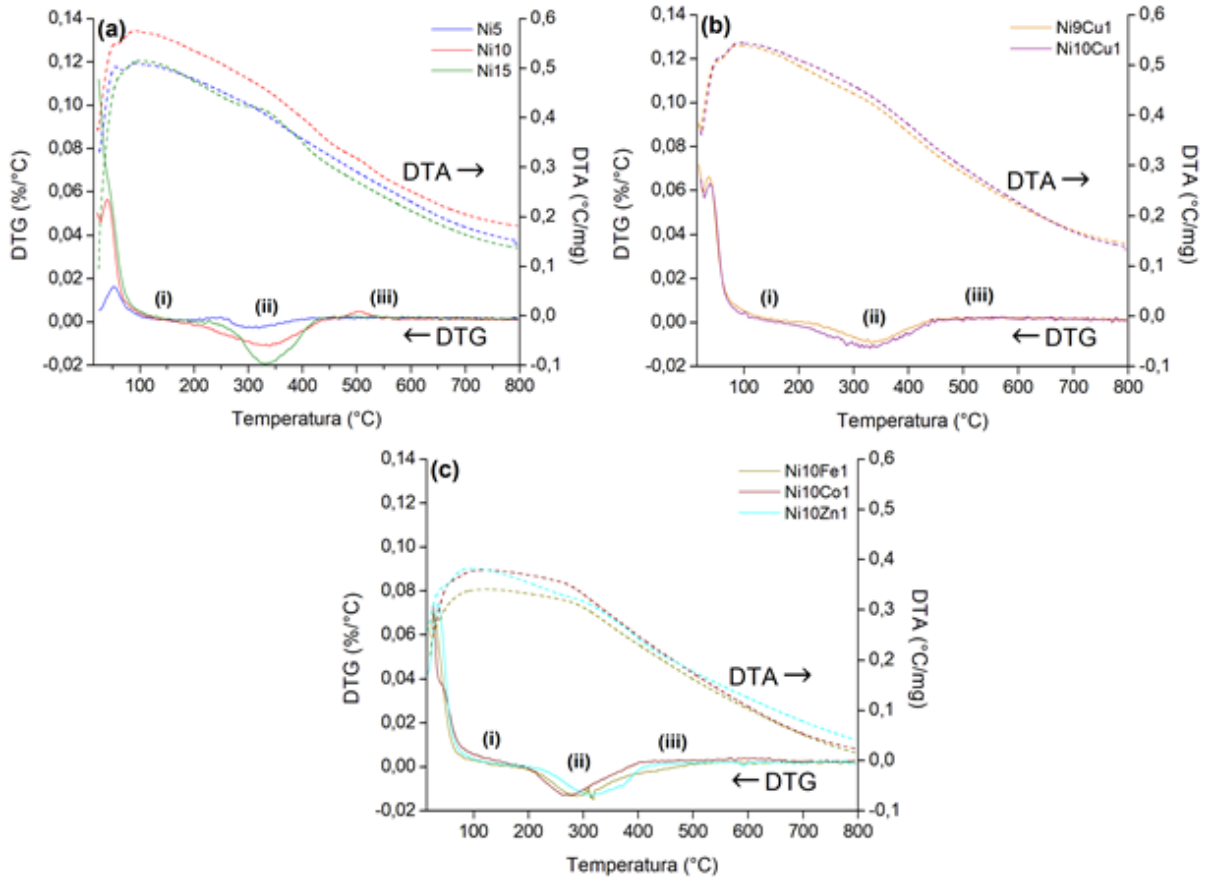 (a)
Ni5
Ni10
Ni15
0,14
0,12
0,10
0,08
0,06
0,04
0,02
0,00
-0,02
DTG (%/°C)
0,6
0,5
0,4
0,3
0,2
0,1
0,0
-0,1
DTA (°C/mg)
DTA →
(i)
(ii)
(iii)
← DTG
100 200 300 400 500 600 700 800
Temperatura (°C)
(b)
Ni9Cu1
Ni10Cu1
0,14
0,12
0,10
0,08
0,06
0,04
0,02
0,00
-0,02
DTG (%/°C)
0,6
0,5
0,4
0,3
0,2
0,1
0,0
-0,1
DTA (°C/mg)
DTA →
(i)
(ii)
(iii)
← DTG
100 200 300 400 500 600 700 800
Temperatura (°C)
(c)
Ni10Fe1
Ni10Co1
Ni10Zn1
0,14
0,12
0,10
0,08
0,06
0,04
0,02
0,00
-0,02
DTG (%/°C)
0,6
0,5
0,4
0,3
0,2
0,1
0,0
-0,1
DTA (°C/mg)
DTA →
(i)
(ii)
(iii)
← DTG
100 200 300 400 500 600 700 800
Temperatura (°C)